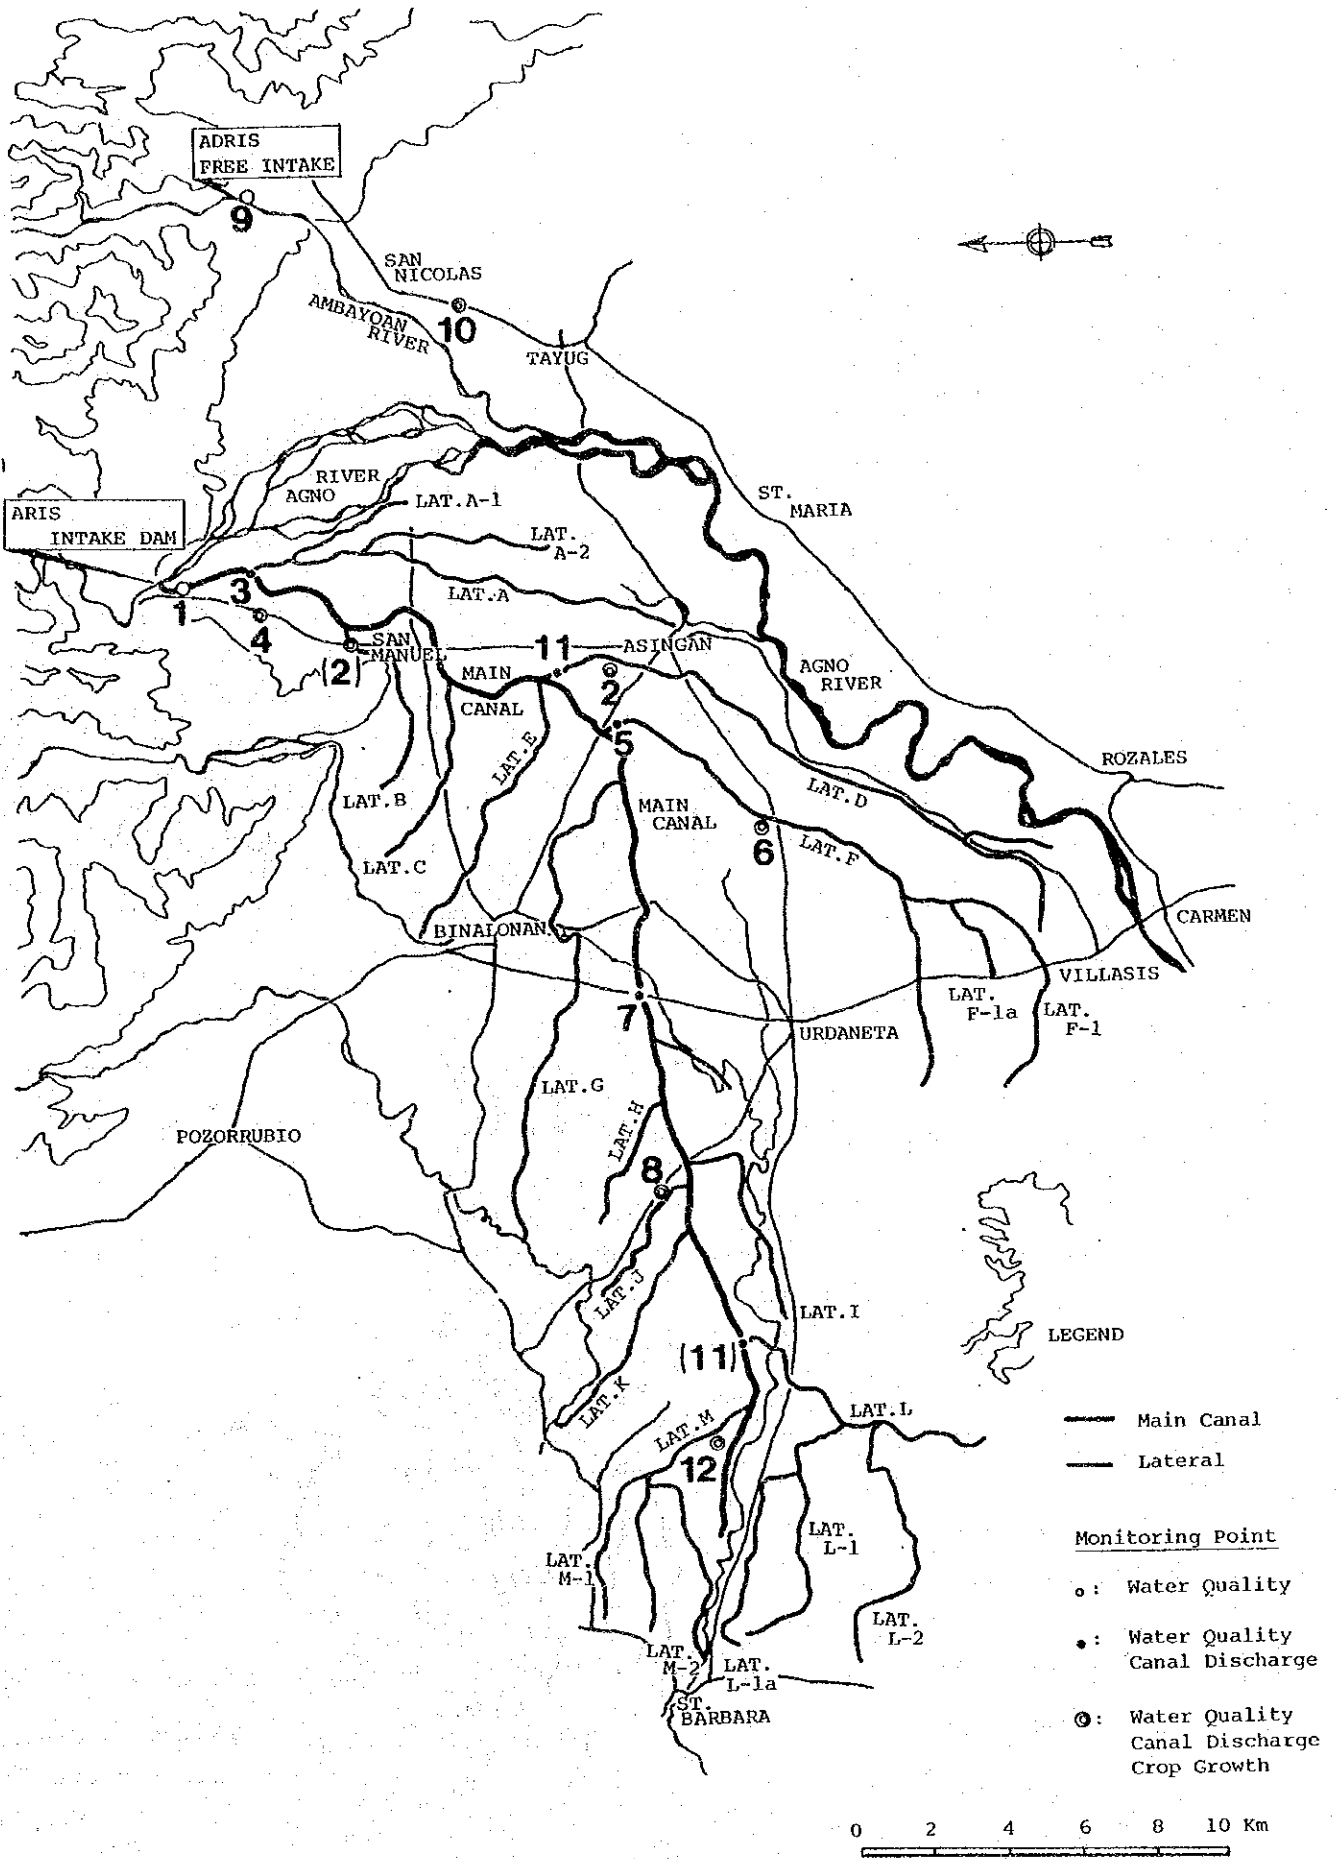 ADRIS
FREE INTAKE
9
SAN
NICOLAS
AMBAYOAN
RIVER
10
TAYUG
RIVER
AGNO
LAT.A-1
ST.
MARIA
ARIS
INTAKE DAM
LAT.
A-2
1
3
4
LAT.A
(2)
SAN
MANUEL
11
ASINGAN
MAIN
CANAL
2
AGNO
RIVER
5
LAT.E
ROZALES
LAT.B
MAIN
CANAL
LAT.D
LAT.C
6
LAT.F
CARMEN
BINALONAN
VILLASIS
7
LAT.
F-1a
LAT.
F-1
URDANETA
LAT.G
LAT.H
POZORRUBIO
8
LAT.J
LAT.I
LEGEND
(11)
LAT.K
LAT.M
LAT.L
12
Main Canal
Lateral
LAT.
L-1
Monitoring Point
LAT.
M-1
: Water Quality
LAT.
L-2
: Water Quality
Canal Discharge
LAT.
M-2
LAT.
L-1a
ST.
BARBARA
: Water Quality
Canal Discharge
Crop Growth
0 2 4 6 8 10 Km